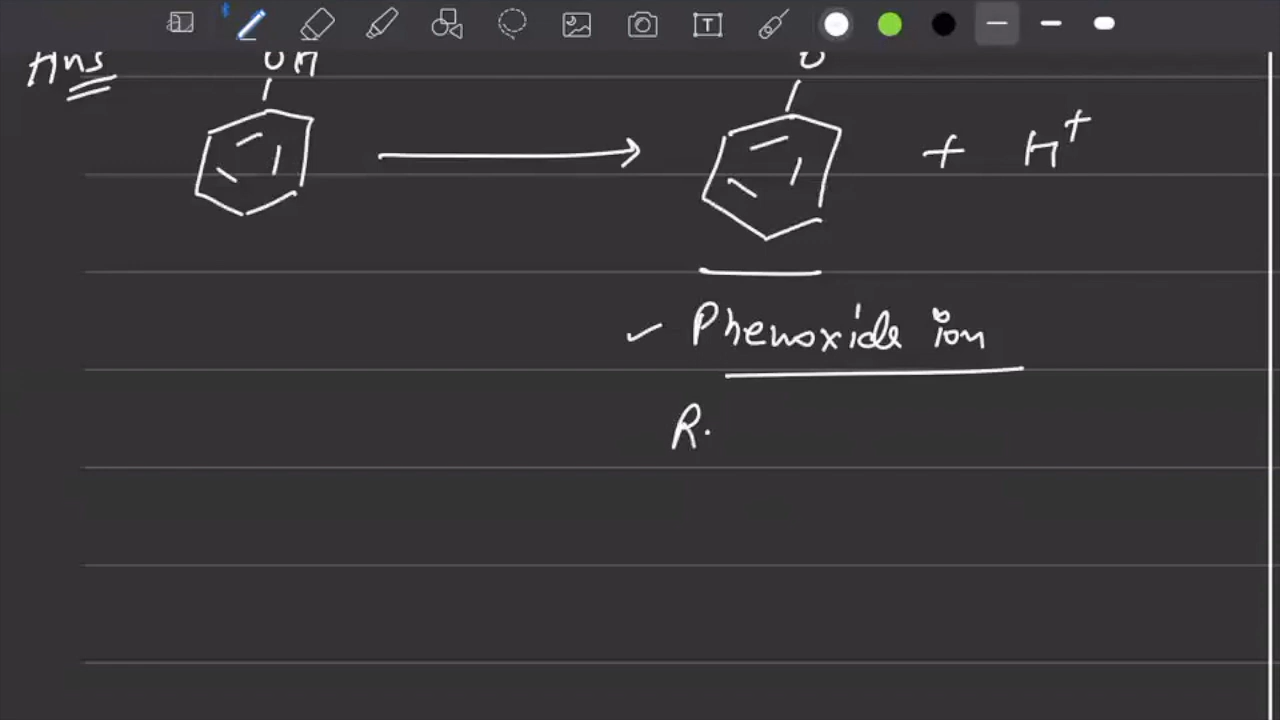 Ans OH O
+ H+
Phenoxide ion
R.